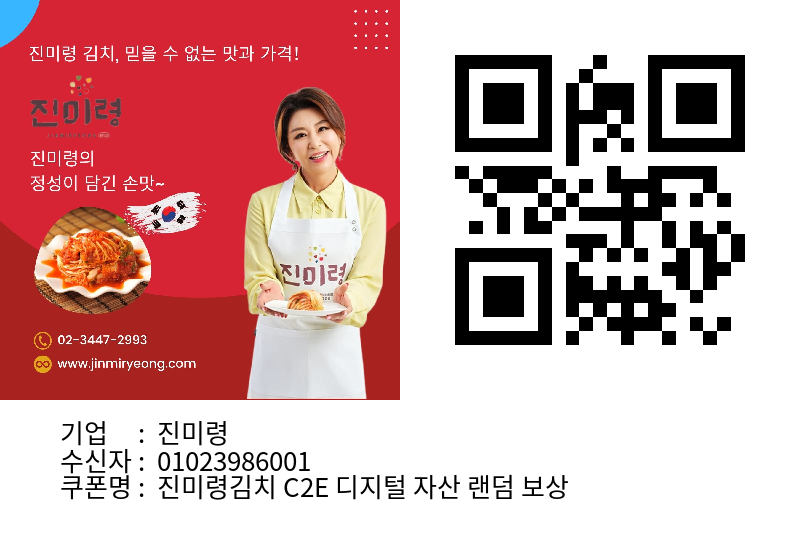 진미령 김치, 믿을 수 없는 맛과 가격!
진미령
진미령의
정성이 담긴 손맛~
진미령
02-3447-2993
www.jinmiryeong.com
기업 : 진미령
수신자 : 01023986001
쿠폰명 : 진미령김치 C2E 디지털 자산 랜덤 보상